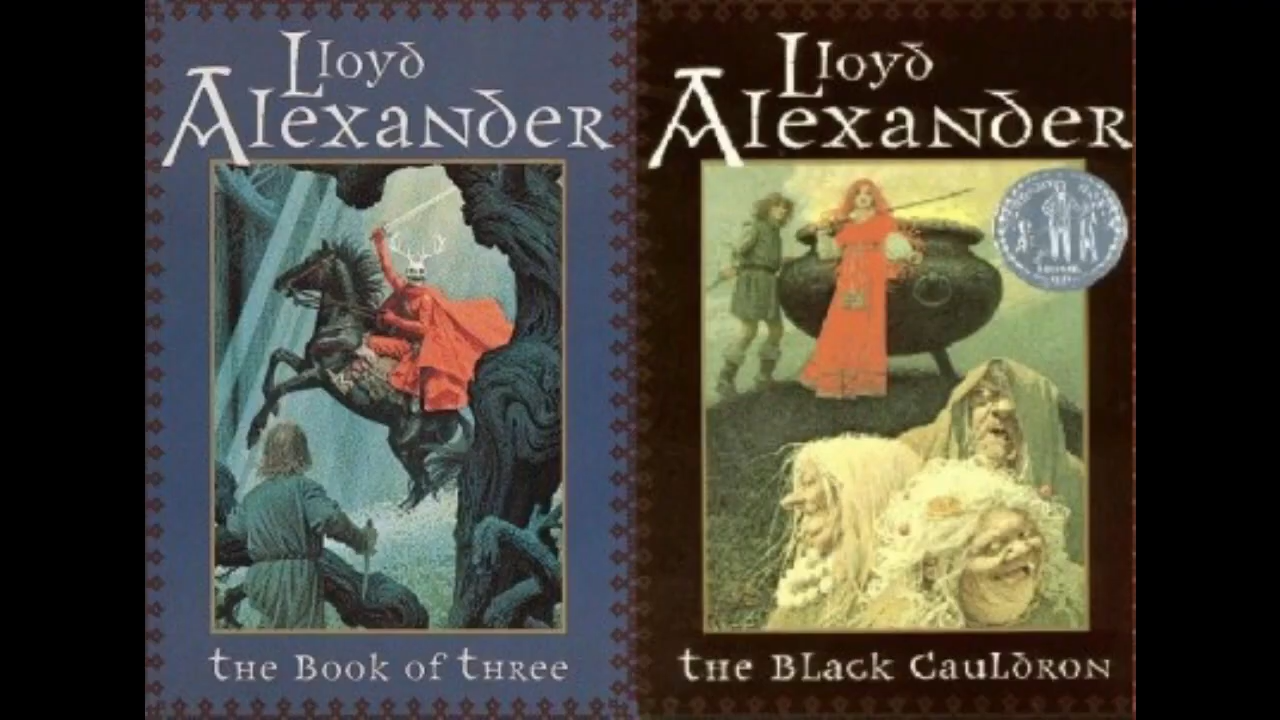 Lloyd
Alexander
the Book of three
Lloyd
Alexander
the Black Cauldron